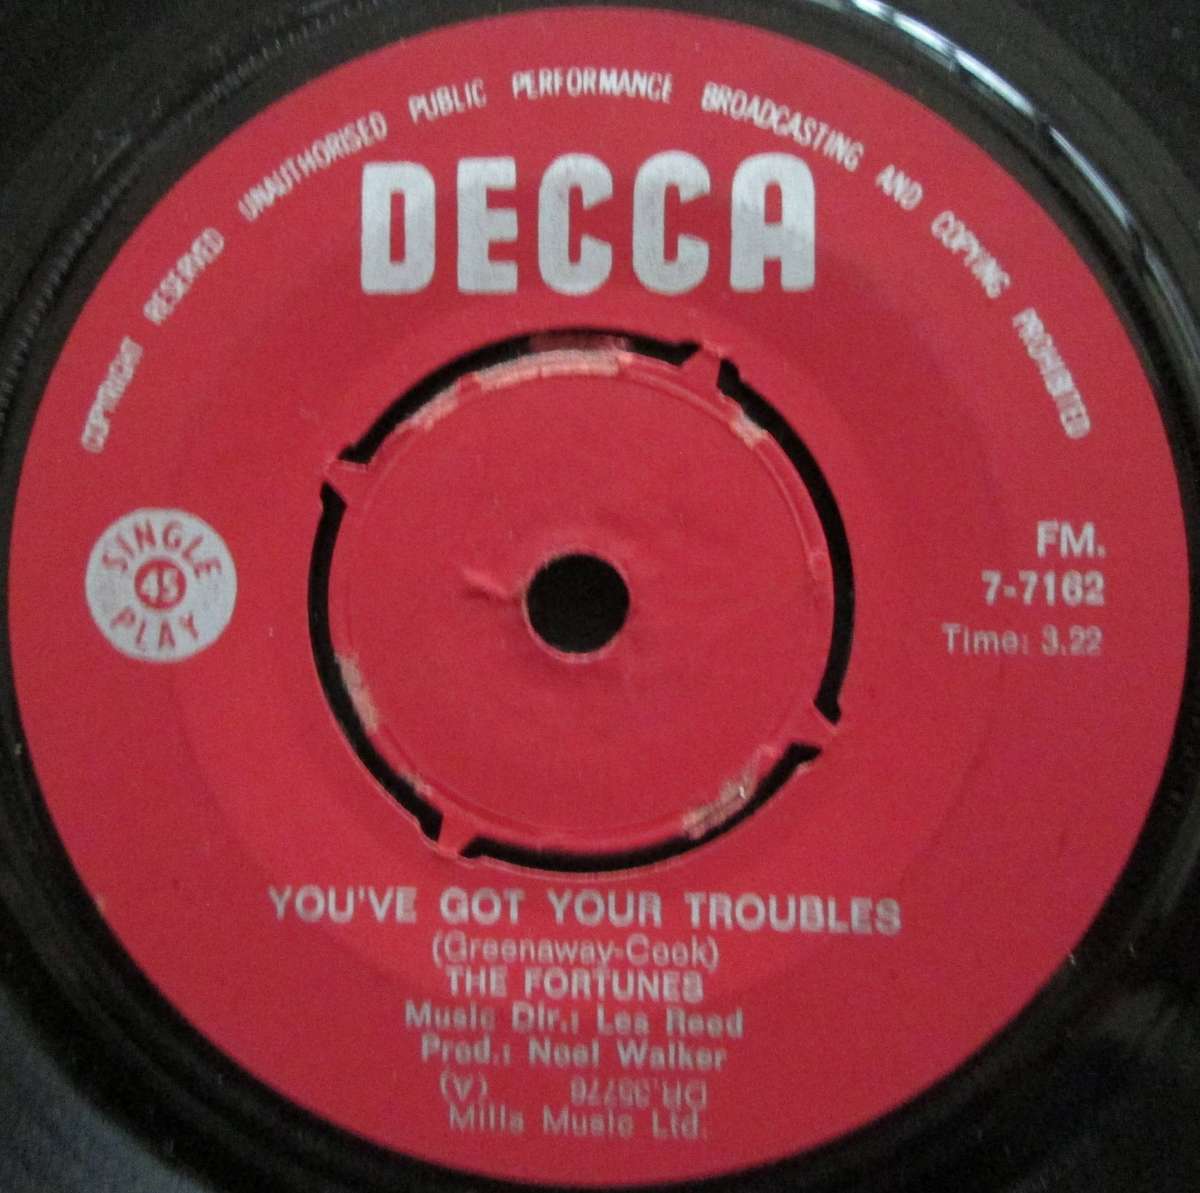 COPYRIGHT RESERVED UNAUTHORISED PUBLIC PERFORMANCE BROADCASTING AND COPYING PROHIBITED
DECCA
SINGLE
45
PLAY
FM.
7-7162
Time: 3.22
YOU'VE GOT YOUR TROUBLES
(Greenaway-Cook)
THE FORTUNES
Music Dir.: Les Reed
Prod.: Noel Walker
DR.35776 (A)
Mills Music Ltd.